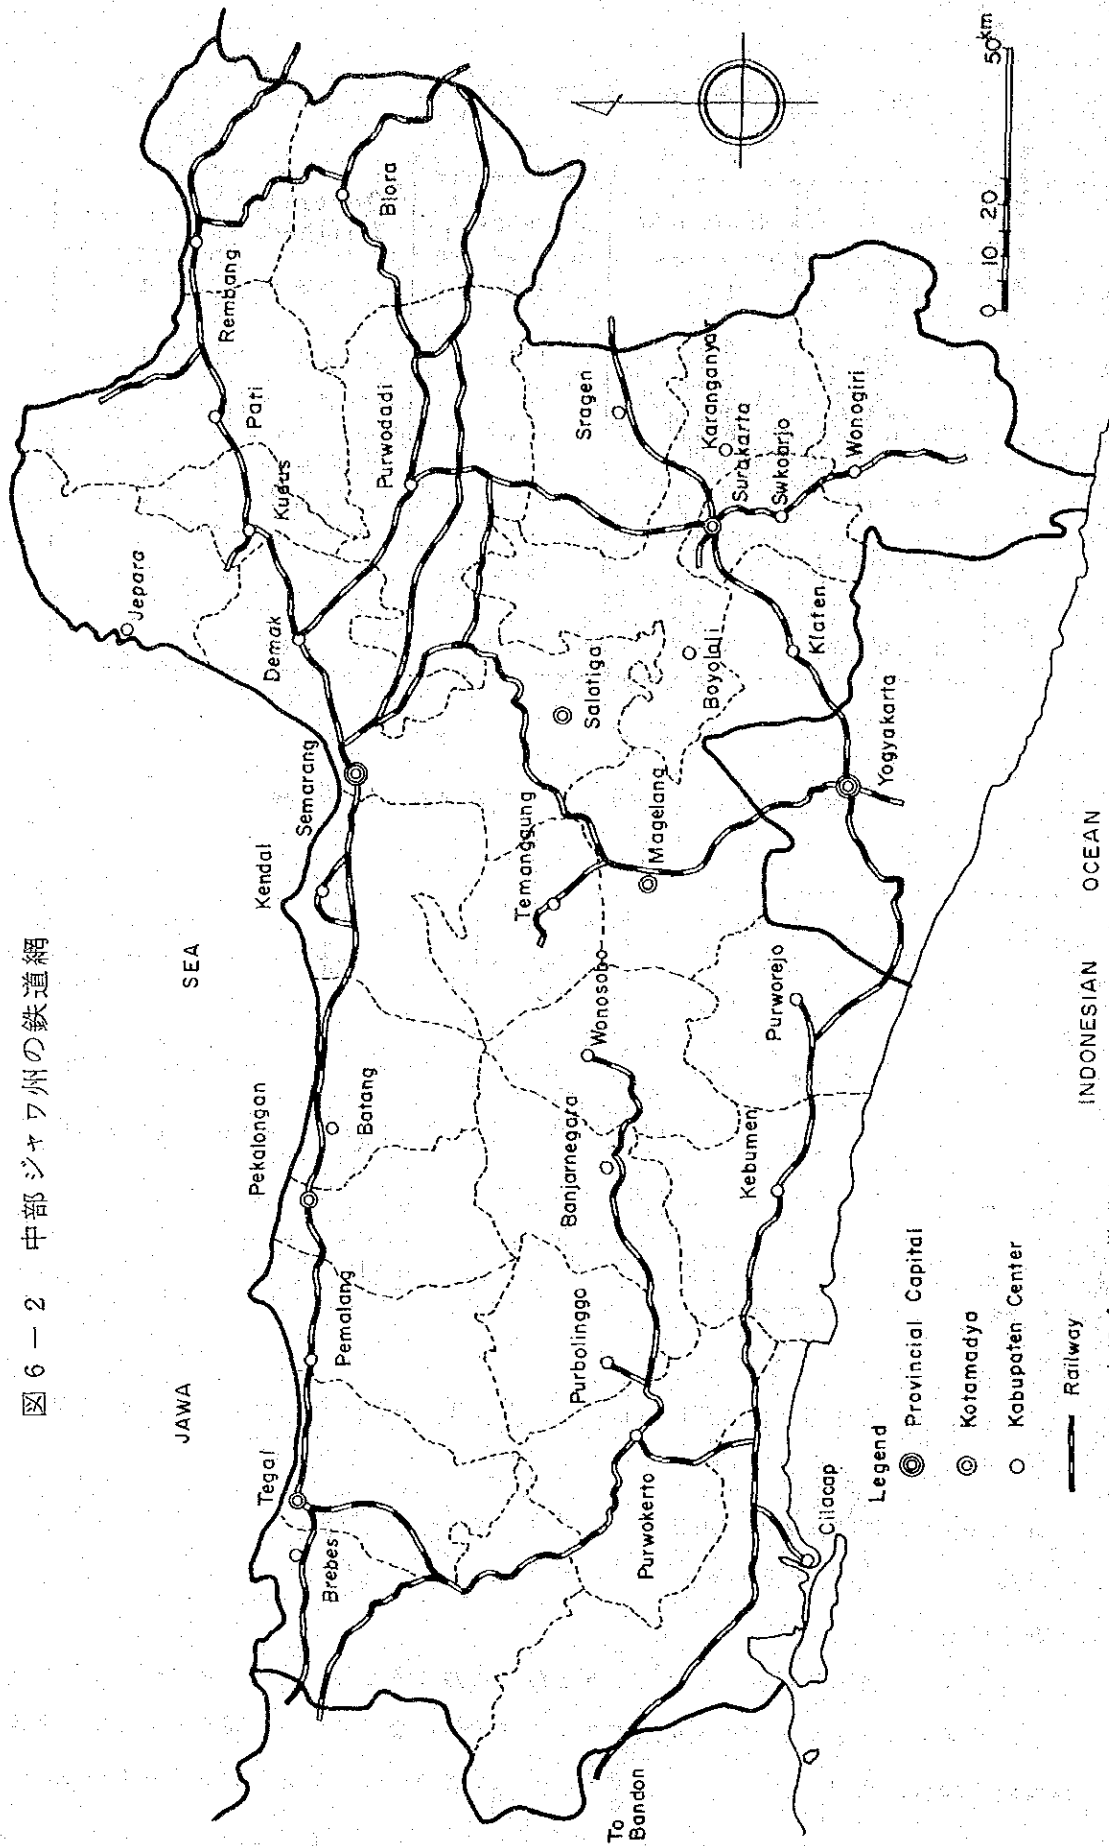 図6－2 中部ジャワ州の鉄道網
JAWA
SEA
Tegal
Brebes
Pemalang
Pekalongan
Batang
Kendal
Semarang
Demak
Jepara
Kudus
Pati
Rembang
Blora
Purwodadi
Temanggung
Salatiga
Magelang
Boyolali
Sragen
Karanganyar
Surakarta
Swkoarjo
Wonogiri
Klaten
Yogyakarta
Wonosobo
Banjarnegara
Purbolinggo
Purwokerto
Purworejo
Kebumen
Cilacap
To
Bandon
INDONESIAN OCEAN
Legend
Provincial Capital
Kotamadya
Kabupaten Center
Railway
0 10 20 50km